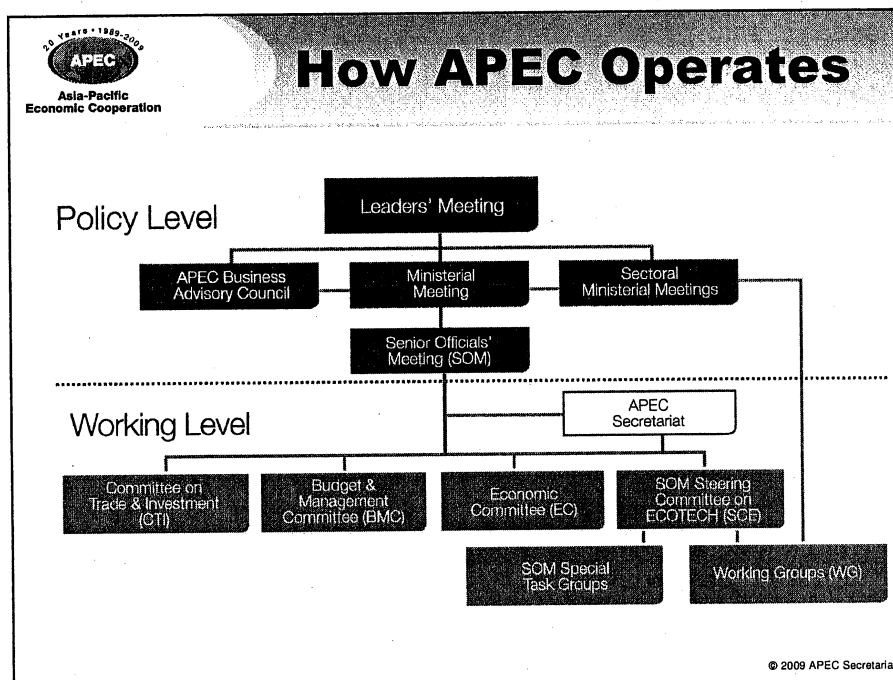 20 Years • 1989-2009
APEC
Asia-Pacific
Economic Cooperation
How APEC Operates
Policy Level
Leaders' Meeting
APEC Business
Advisory Council
Ministerial
Meeting
Sectoral
Ministerial Meetings
Senior Officials'
Meeting (SOM)
Working Level
APEC
Secretariat
Committee on
Trade & Investment
(CTI)
Budget &
Management
Committee (BMC)
Economic
Committee (EC)
SOM Steering
Committee on
ECOTECH (SCE)
SOM Special
Task Groups
Working Groups (WG)
© 2009 APEC Secretaria